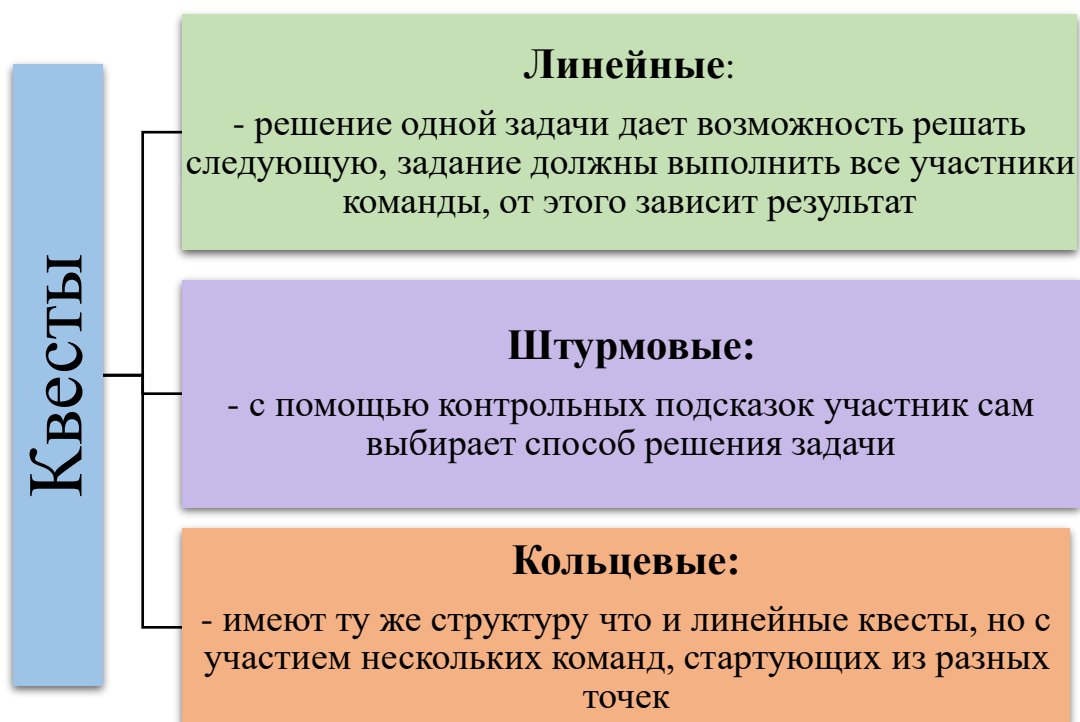 Квесты
Линейные:
- решение одной задачи дает возможность решать
следующую, задание должны выполнить все участники
команды, от этого зависит результат
Штурмовые:
- с помощью контрольных подсказок участник сам
выбирает способ решения задачи
Кольцевые:
- имеют ту же структуру что и линейные квесты, но с
участием нескольких команд, стартующих из разных
точек